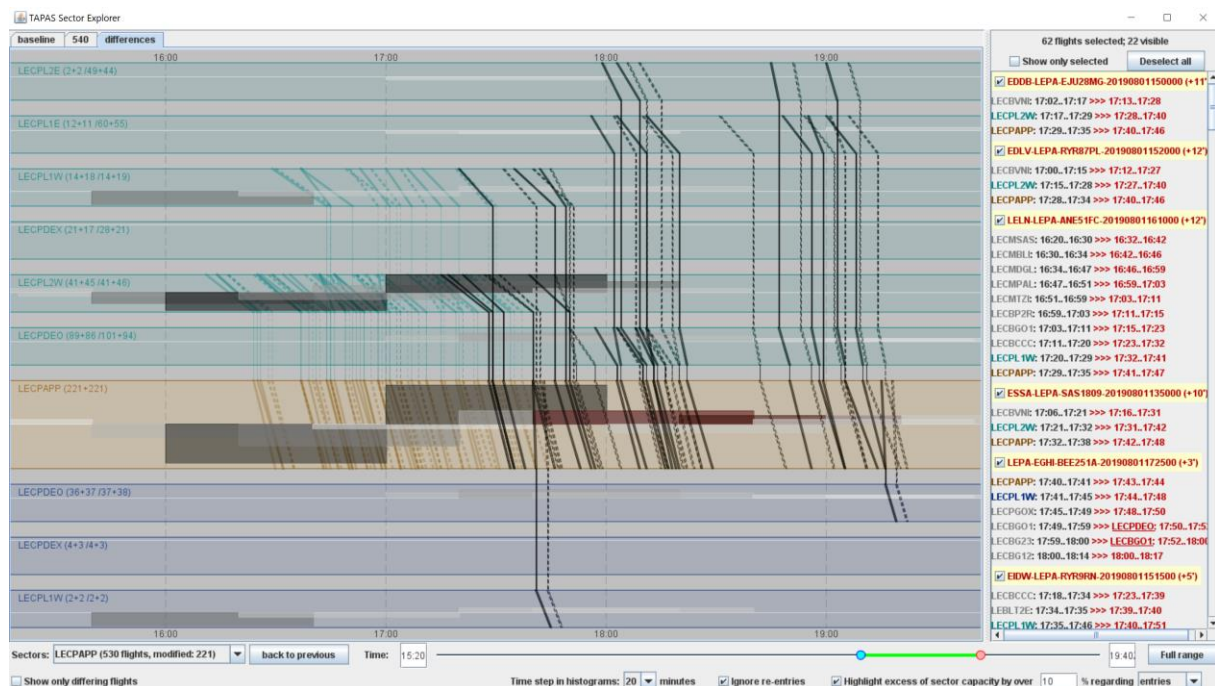 TAPAS Sector Explorer
baseline 540 differences
16:00 17:00 18:00 19:00
LECPL2E (2+2 /49+44)
LECPL1E (12+11 /60+55)
LECPL1W (14+18 /14+19)
LECPDEX (21+17 /28+21)
LECPL2W (41+45 /41+46)
LECPDEO (89+86 /101+94)
LECPAPP (221+221)
LECPDEO (36+37 /37+38)
LECPDEX (4+3 /4+3)
LECPL1W (2+2 /2+2)
16:00 17:00 18:00 19:00
62 flights selected; 22 visible
Show only selected Deselect all
EDDB-LEPA-EJU28MG-20190801150000 (+11'
LECBVNI: 17:02..17:17 >>> 17:13..17:28
LECPL2W: 17:17..17:29 >>> 17:28..17:40
LECPAPP: 17:29..17:35 >>> 17:40..17:46
EDLV-LEPA-RYR87PL-20190801152000 (+12')
LECBVNI: 17:00..17:15 >>> 17:12..17:27
LECPL2W: 17:15..17:28 >>> 17:27..17:40
LECPAPP: 17:28..17:34 >>> 17:40..17:46
LELN-LEPA-ANE51FC-20190801161000 (+12')
LECMSAS: 16:20..16:30 >>> 16:32..16:42
LECMBLI: 16:30..16:34 >>> 16:42..16:46
LECMDGL: 16:34..16:47 >>> 16:46..16:59
LECMPAL: 16:47..16:51 >>> 16:59..17:03
LECMTZI: 16:51..16:59 >>> 17:03..17:11
LECBP2R: 16:59..17:03 >>> 17:11..17:15
LECBGO1: 17:03..17:11 >>> 17:15..17:23
LECBCCC: 17:11..17:20 >>> 17:23..17:32
LECPL1W: 17:20..17:29 >>> 17:32..17:41
LECPAPP: 17:29..17:35 >>> 17:41..17:47
ESSA-LEPA-SAS1809-20190801135000 (+10')
LECBVNI: 17:06..17:21 >>> 17:16..17:31
LECPL2W: 17:21..17:32 >>> 17:31..17:42
LECPAPP: 17:32..17:38 >>> 17:42..17:48
LEPA-EGHI-BEE251A-20190801172500 (+3')
LECPAPP: 17:40..17:41 >>> 17:43..17:44
LECPL1W: 17:41..17:45 >>> 17:44..17:48
LECPGOX: 17:45..17:49 >>> 17:48..17:50
LECBGO1: 17:49..17:59 >>> LECPDEO: 17:50..17:5
LECBG23: 17:59..18:00 >>> LECBGO1: 17:52..18:0
LECBG12: 18:00..18:14 >>> 18:00..18:17
EIDW-LEPA-RYR9RN-20190801151500 (+5')
LECBCCC: 17:18..17:34 >>> 17:23..17:39
LEBLT2E: 17:34..17:35 >>> 17:39..17:40
LECPL1W: 17:35..17:46 >>> 17:40..17:51
Sectors: LECPAPP (530 flights, modified: 221) back to previous Time: 15:20 19:40 Full range
Show only differing flights Time step in histograms: 20 minutes Ignore re-entries Highlight excess of sector capacity by over 10 % regarding entries